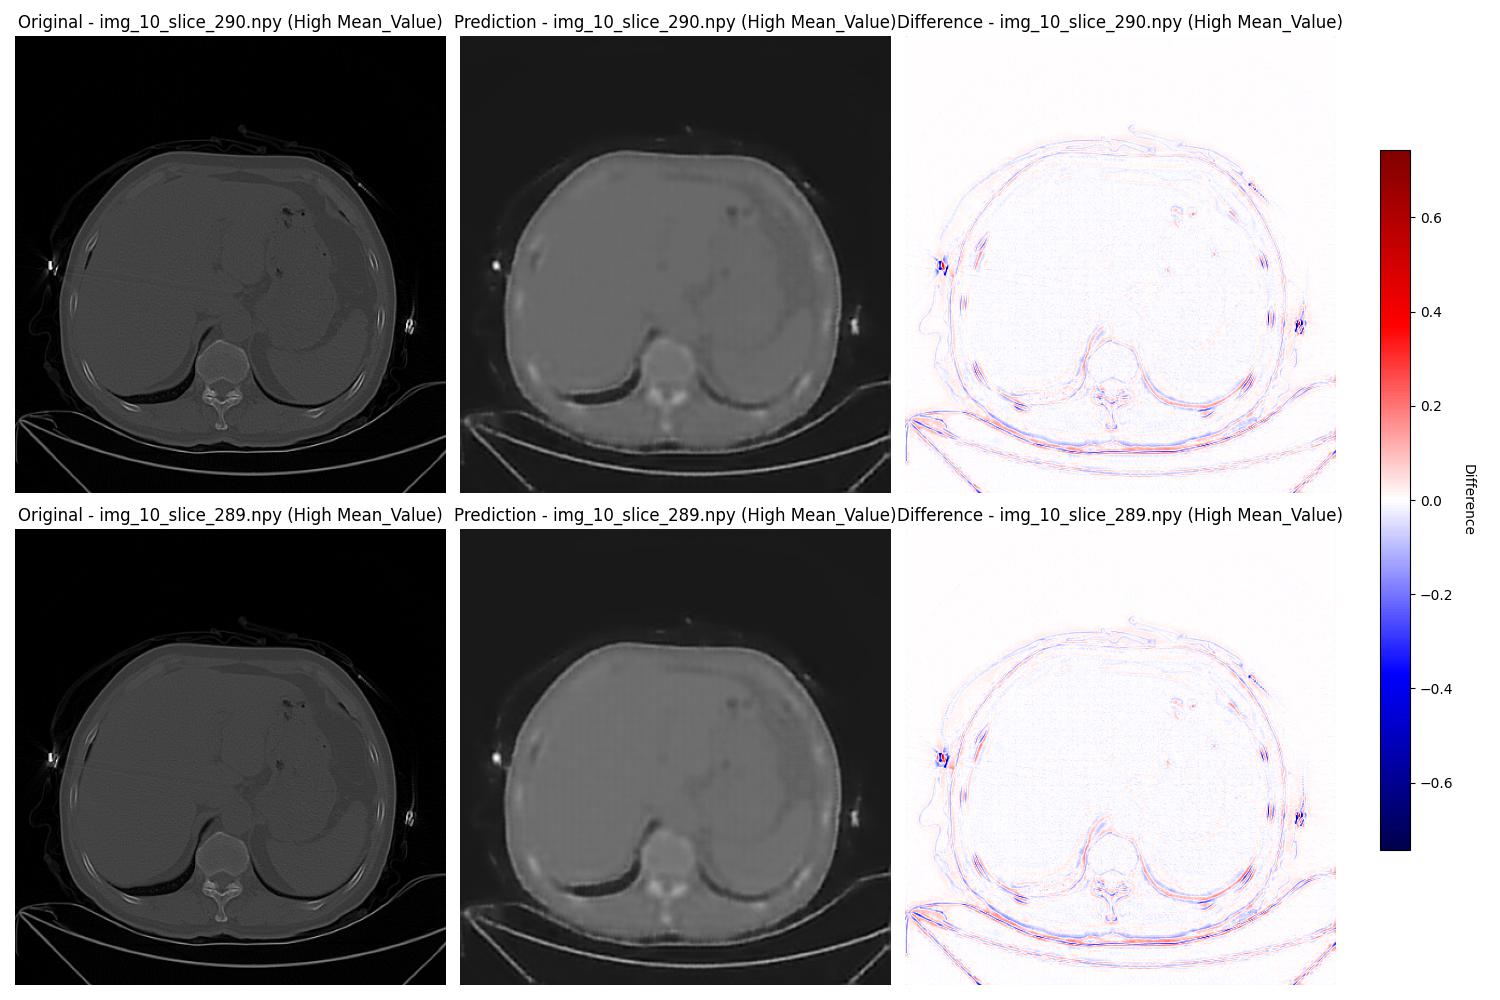 Original - img_10_slice_290.npy (High Mean_Value)
Prediction - img_10_slice_290.npy (High Mean_Value)
Difference - img_10_slice_290.npy (High Mean_Value)
Original - img_10_slice_289.npy (High Mean_Value)
Prediction - img_10_slice_289.npy (High Mean_Value)
Difference - img_10_slice_289.npy (High Mean_Value)
0.6
0.4
0.2
0.0
−0.2
−0.4
−0.6
Difference